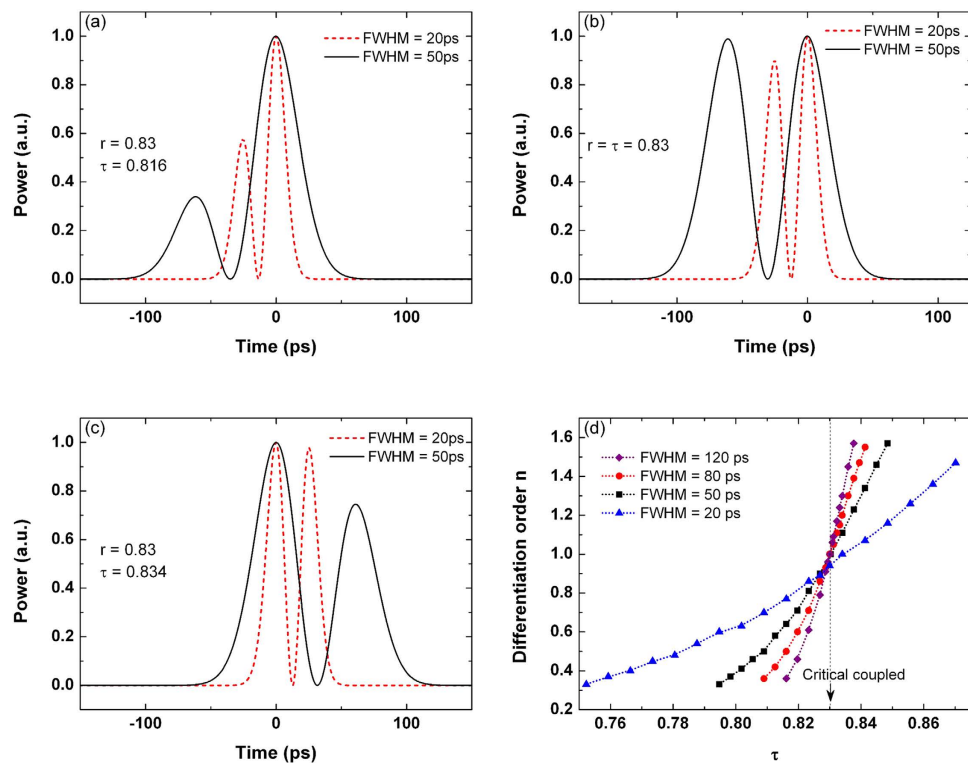 (a)
FWHM = 20ps
FWHM = 50ps
r = 0.83
τ = 0.816
Power (a.u.)
1.0
0.8
0.6
0.4
0.2
0.0
-100
0
100
Time (ps)
(b)
FWHM = 20ps
FWHM = 50ps
r = τ = 0.83
Power (a.u.)
1.0
0.8
0.6
0.4
0.2
0.0
-100
0
100
Time (ps)
(c)
FWHM = 20ps
FWHM = 50ps
r = 0.83
τ = 0.834
Power (a.u.)
1.0
0.8
0.6
0.4
0.2
0.0
-100
0
100
Time (ps)
(d)
FWHM = 120 ps
FWHM = 80 ps
FWHM = 50 ps
FWHM = 20 ps
Critical coupled
Differentiation order n
1.6
1.4
1.2
1.0
0.8
0.6
0.4
0.2
0.76
0.78
0.80
0.82
0.84
0.86
τ